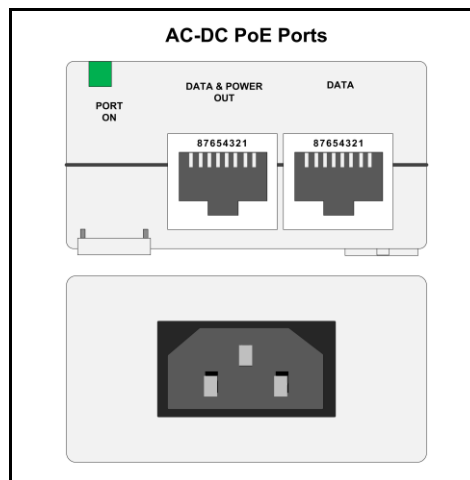 AC-DC PoE Ports
DATA & POWER
OUT
DATA
PORT
ON
87654321
87654321